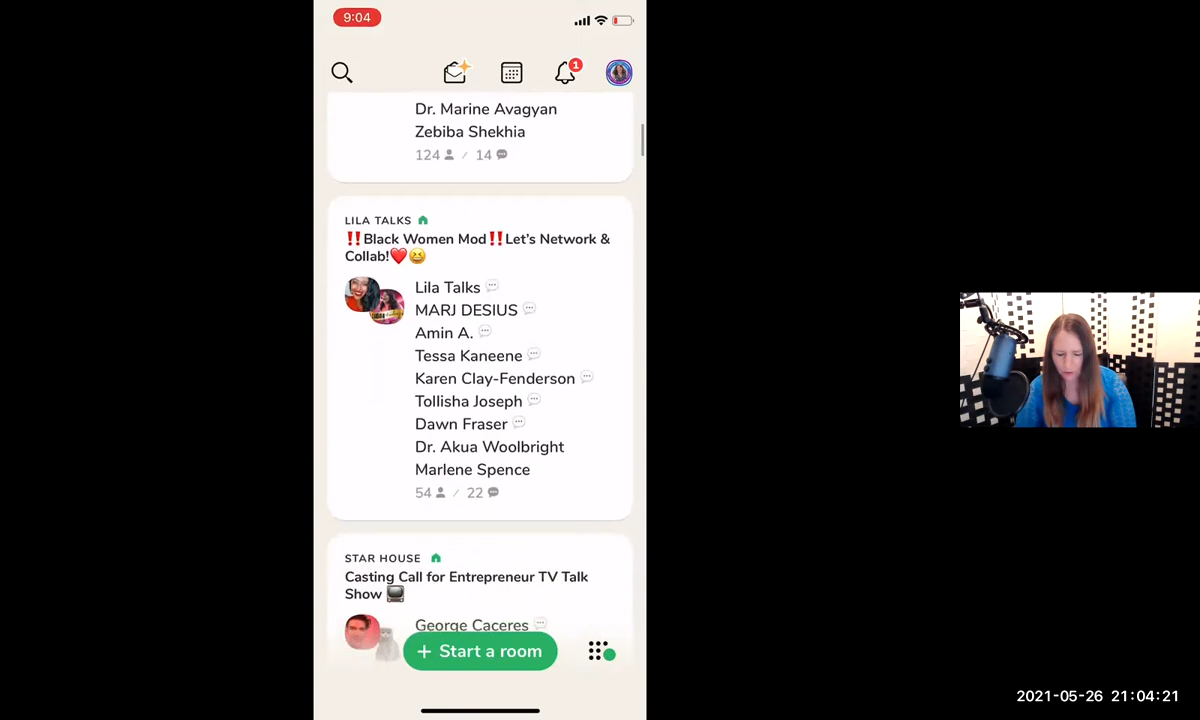 9:04
1
Dr. Marine Avagyan
Zebiba Shekhia
124 / 14
LILA TALKS
‼️Black Women Mod‼️Let's Network &
Collab!❤️😆
Lila Talks
MARJ DESIUS
Amin A.
Tessa Kaneene
Karen Clay-Fenderson
Tollisha Joseph
Dawn Fraser
Dr. Akua Woolbright
Marlene Spence
54 / 22
STAR HOUSE
Casting Call for Entrepreneur TV Talk
Show 📺
George Caceres
+ Start a room
2021-05-26 21:04:21